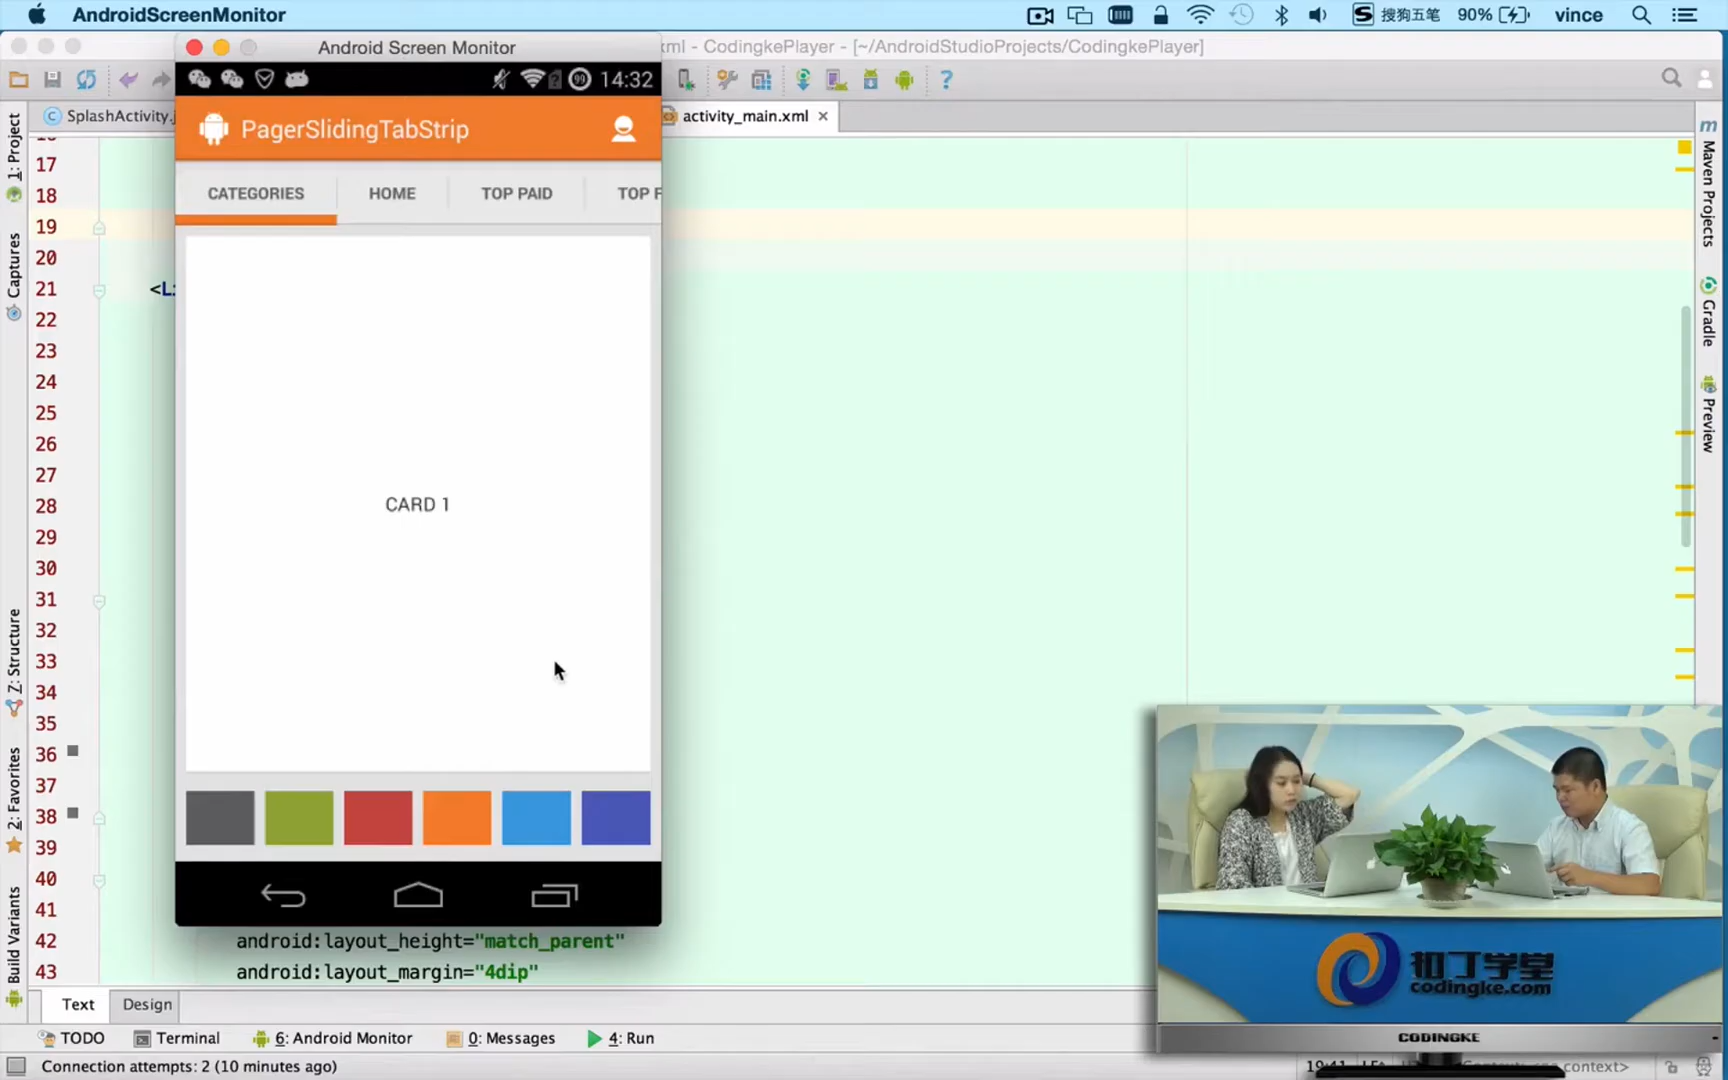 AndroidScreenMonitor
搜狗五笔
90%
vince
Android Screen Monitor
xml - CodingkePlayer - [~/AndroidStudioProjects/CodingkePlayer]
99
14:32
SplashActivity.j
activity_main.xml
PagerSlidingTabStrip
CATEGORIES
HOME
TOP PAID
TOP F
CARD 1
1: Project
Captures
Z: Structure
2: Favorites
Build Variants
17
18
19
20
21
<Li
22
23
24
25
26
27
28
29
30
31
32
33
34
35
36
37
38
39
40
41
42
android:layout_height="match_parent"
43
android:layout_margin="4dip"
Maven Projects
Gradle
Preview
扣丁学堂
codingke.com
CODINGKE
Text
Design
TODO
Terminal
6: Android Monitor
0: Messages
4: Run
Connection attempts: 2 (10 minutes ago)
context>